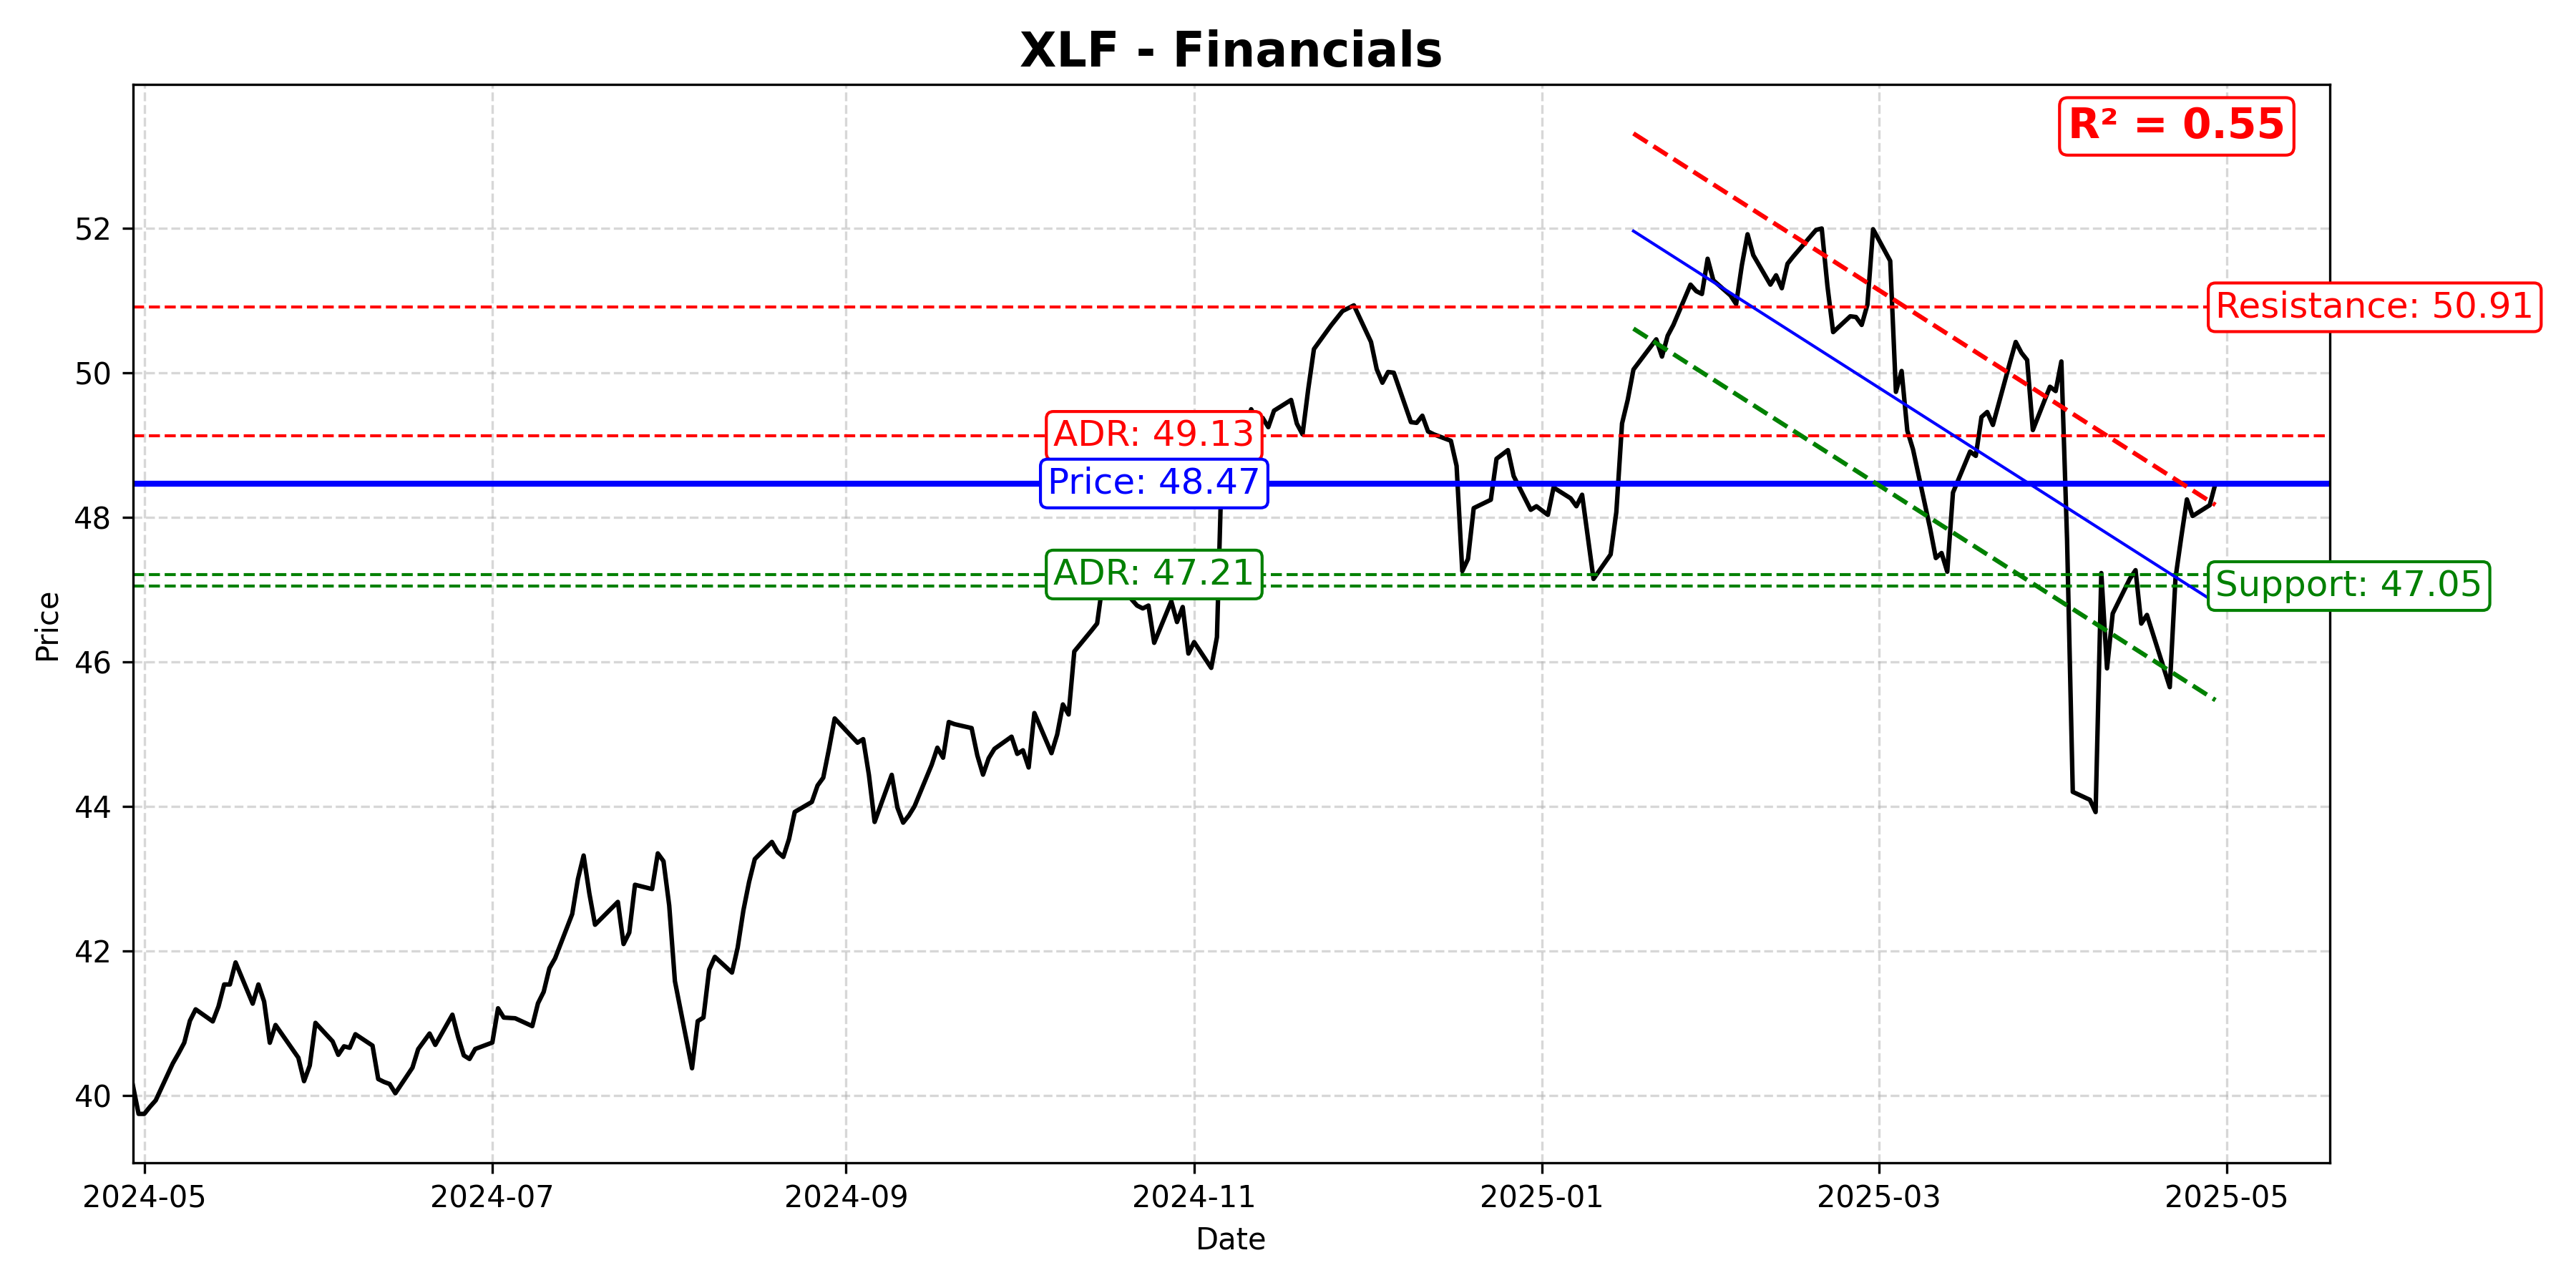 XLF - Financials
R² = 0.55
52
Resistance: 50.91
50
ADR: 49.13
Price: 48.47
48
ADR: 47.21
Support: 47.05
Price
46
44
42
40
2024-05 2024-07 2024-09 2024-11 2025-01 2025-03 2025-05
Date